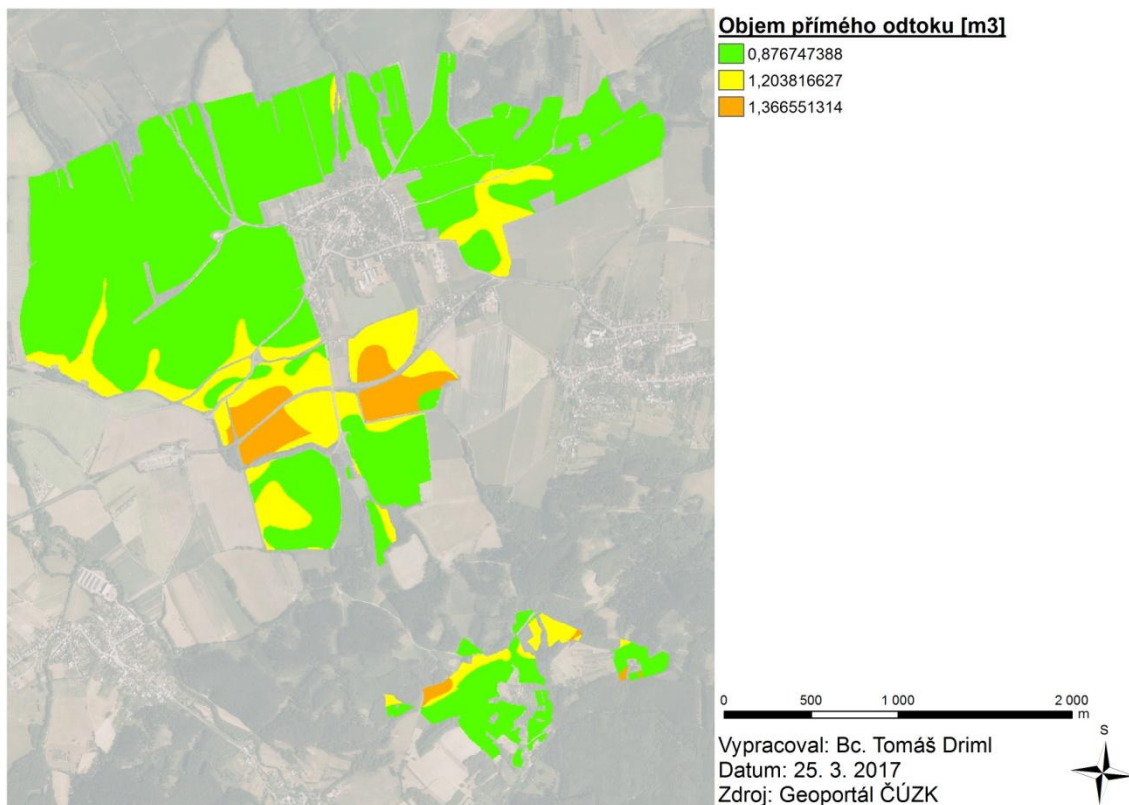 Objem přímého odtoku [m3]
0,876747388
1,203816627
1,366551314
0 500 1 000 2 000
m
S
Vypracoval: Bc. Tomáš Driml
Datum: 25. 3. 2017
Zdroj: Geoportál ČÚZK